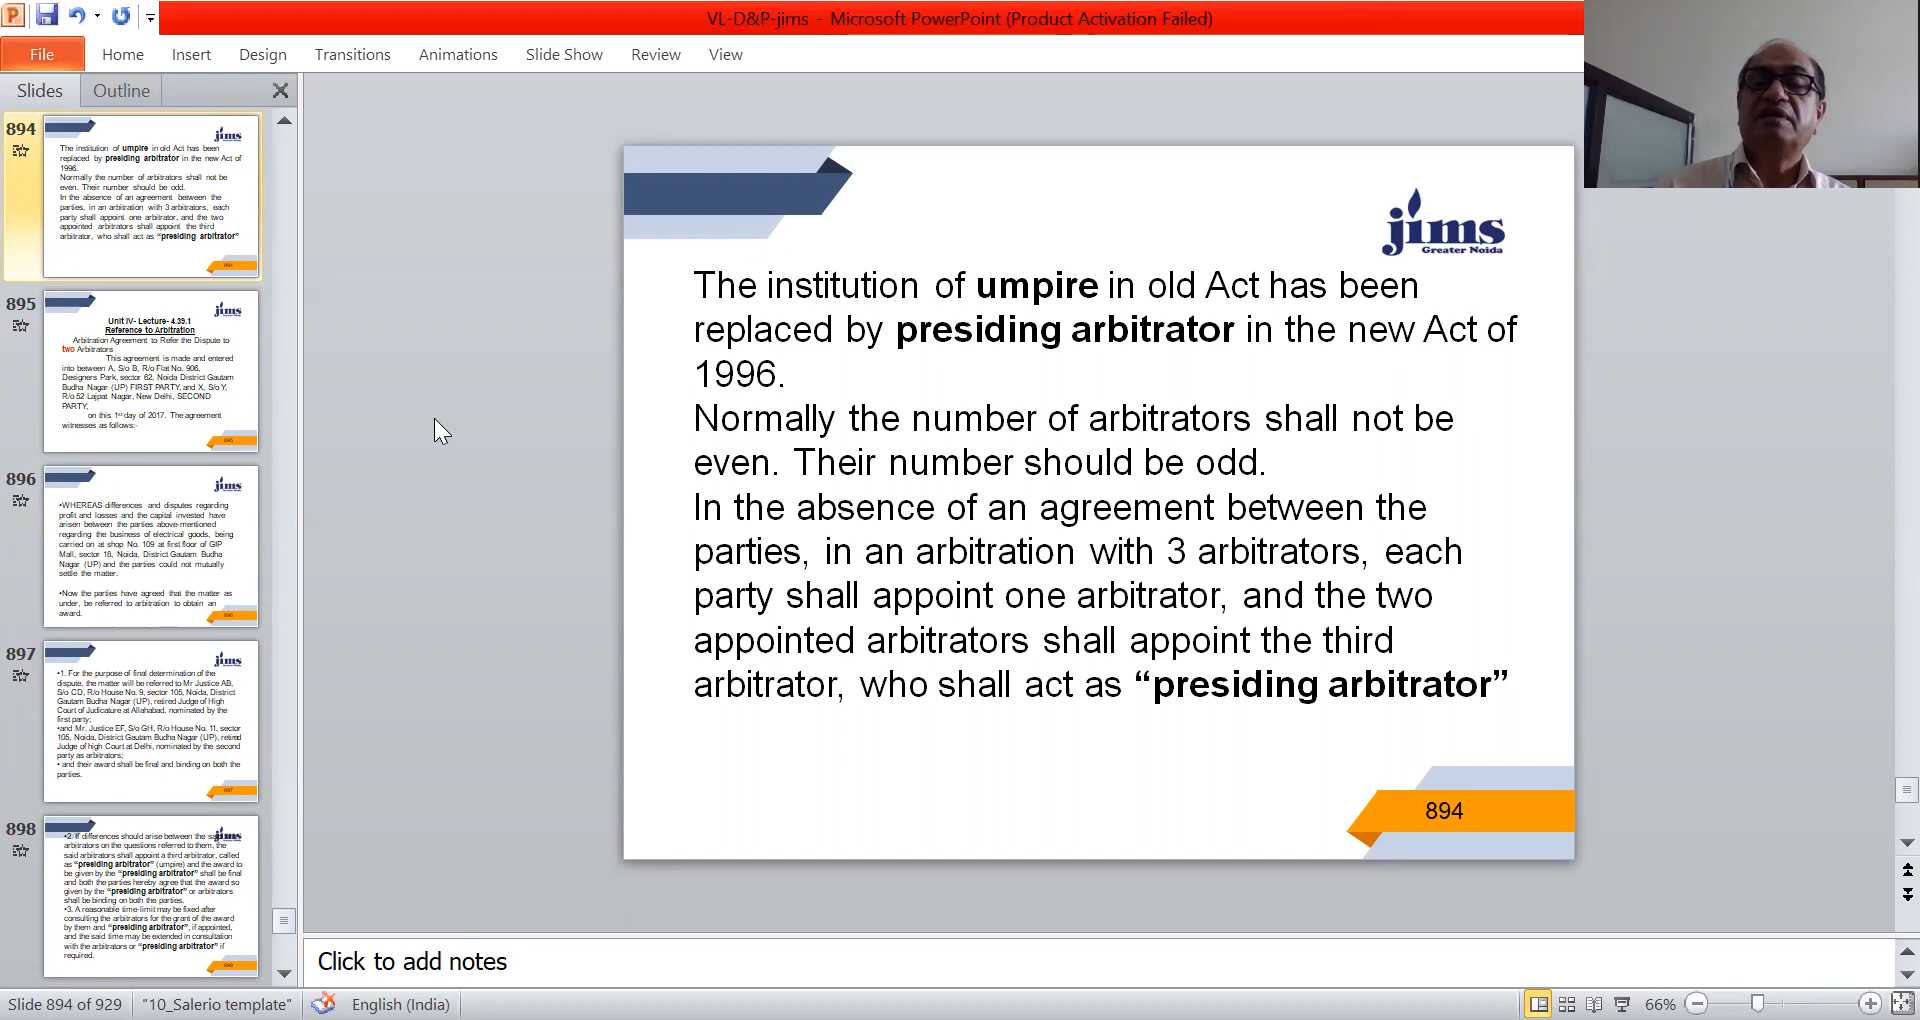 VL-D&P-jims - Microsoft PowerPoint (Product Activation Failed)
File Home Insert Design Transitions Animations Slide Show Review View
Slides Outline
894
jims
The institution of umpire in old Act has been
replaced by presiding arbitrator in the new Act of
1996.
Normally the number of arbitrators shall not be
even. Their number should be odd.
In the absence of an agreement between the
parties, in an arbitration with 3 arbitrators, each
party shall appoint one arbitrator, and the two
appointed arbitrators shall appoint the third
arbitrator, who shall act as “presiding arbitrator”
894
895
jims
Unit IV- Lecture- 4.39.1
Reference to Arbitration
Arbitration Agreement to Refer the Dispute to
two Arbitrators
This agreement is made and entered
into between A, S/o B, R/o Flat No. 906,
Designers Park, sector 62, Noida District Gautam
Budha Nagar (UP) FIRST PARTY, and X, S/o Y,
R/o 52 Lajpat Nagar, New Delhi, SECOND
PARTY,
on this 1st day of 2017. The agreement
witnesses as follows:-
895
896
jims
•WHEREAS differences and disputes regarding
profit and losses and the capital invested have
arisen between the parties above-mentioned
regarding the business of electrical goods, being
carried on at shop No. 109 at first floor of GIP
Mall, sector 18, Noida, District Gautam Budha
Nagar (UP) and the parties could not mutually
settle the matter.
•Now the parties have agreed that the matter as
under, be referred to arbitration to obtain an
award.
896
897
jims
•1. For the purpose of final determination of the
dispute, the matter will be referred to Mr Justice AB,
S/o CD, R/o House No. 9, sector 105, Noida, District
Gautam Budha Nagar (UP), retired Judge of High
Court of Judicature at Allahabad, nominated by the
first party;
•and Mr. Justice EF, S/o GH, R/o House No. 11, sector
105, Noida, District Gautam Budha Nagar (UP), retired
Judge of high Court at Delhi, nominated by the second
party as arbitrators;
• and their award shall be final and binding on both the
parties.
897
898
jims
•2. If differences should arise between the
arbitrators on the questions referred to them, the
said arbitrators shall appoint a third arbitrator, called
as “presiding arbitrator” (umpire) and the award to
be given by the “presiding arbitrator” shall be final
and both the parties hereby agree that the award so
given by the “presiding arbitrator” or arbitrators
shall be binding on both the parties.
•3. A reasonable time-limit may be fixed after
consulting the arbitrators for the grant of the award
by them and “presiding arbitrator”, if appointed,
and the said time may be extended in consultation
with the arbitrators or “presiding arbitrator” if
required.
898
jims
Greater Noida
The institution of umpire in old Act has been
replaced by presiding arbitrator in the new Act of
1996.
Normally the number of arbitrators shall not be
even. Their number should be odd.
In the absence of an agreement between the
parties, in an arbitration with 3 arbitrators, each
party shall appoint one arbitrator, and the two
appointed arbitrators shall appoint the third
arbitrator, who shall act as “presiding arbitrator”
894
Click to add notes
Slide 894 of 929 "10_Salerio template" English (India) 66%